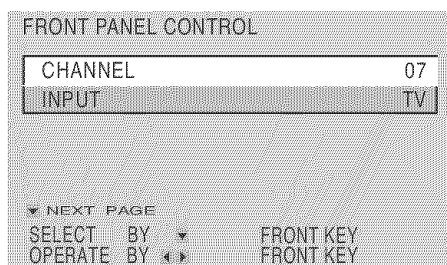 FRONT PANEL CONTROL
CHANNEL 07
INPUT TV
▼ NEXT PAGE
SELECT BY ▼ FRONT KEY
OPERATE BY ◀ ▶ FRONT KEY